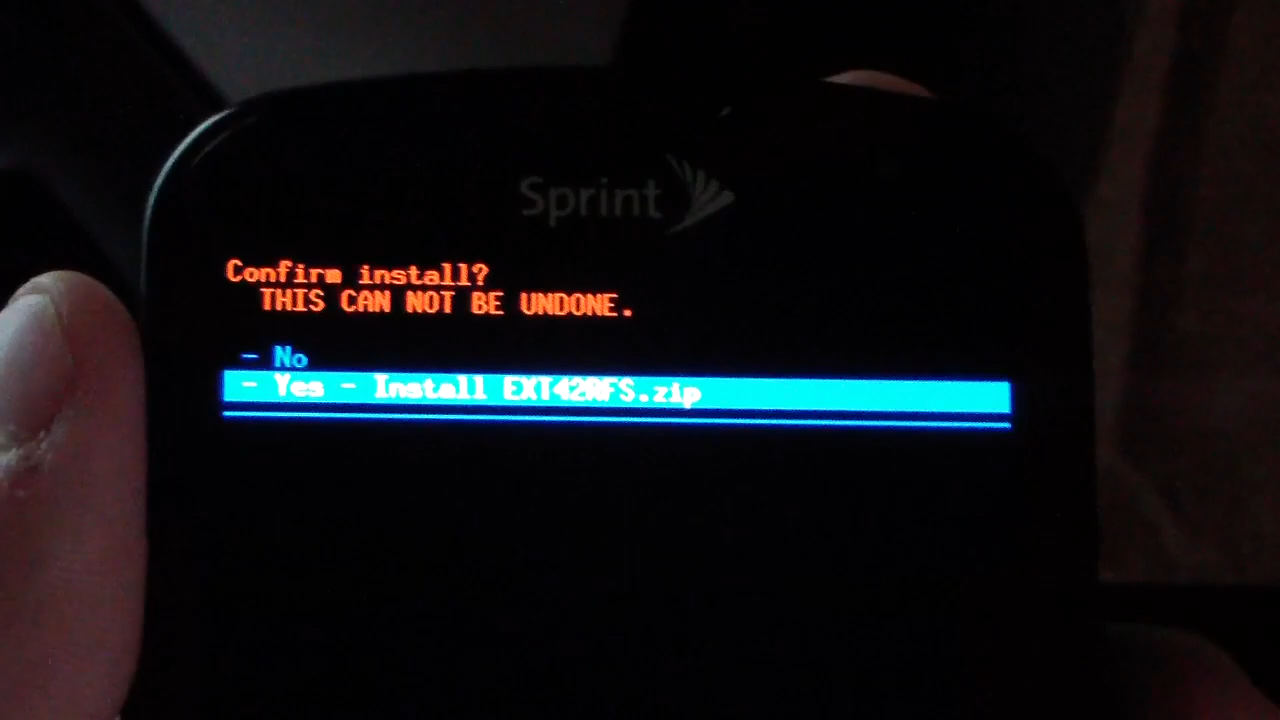 Sprint
Confirm install?
THIS CAN NOT BE UNDONE.
- No
- Yes - Install EXT42RFS.zip